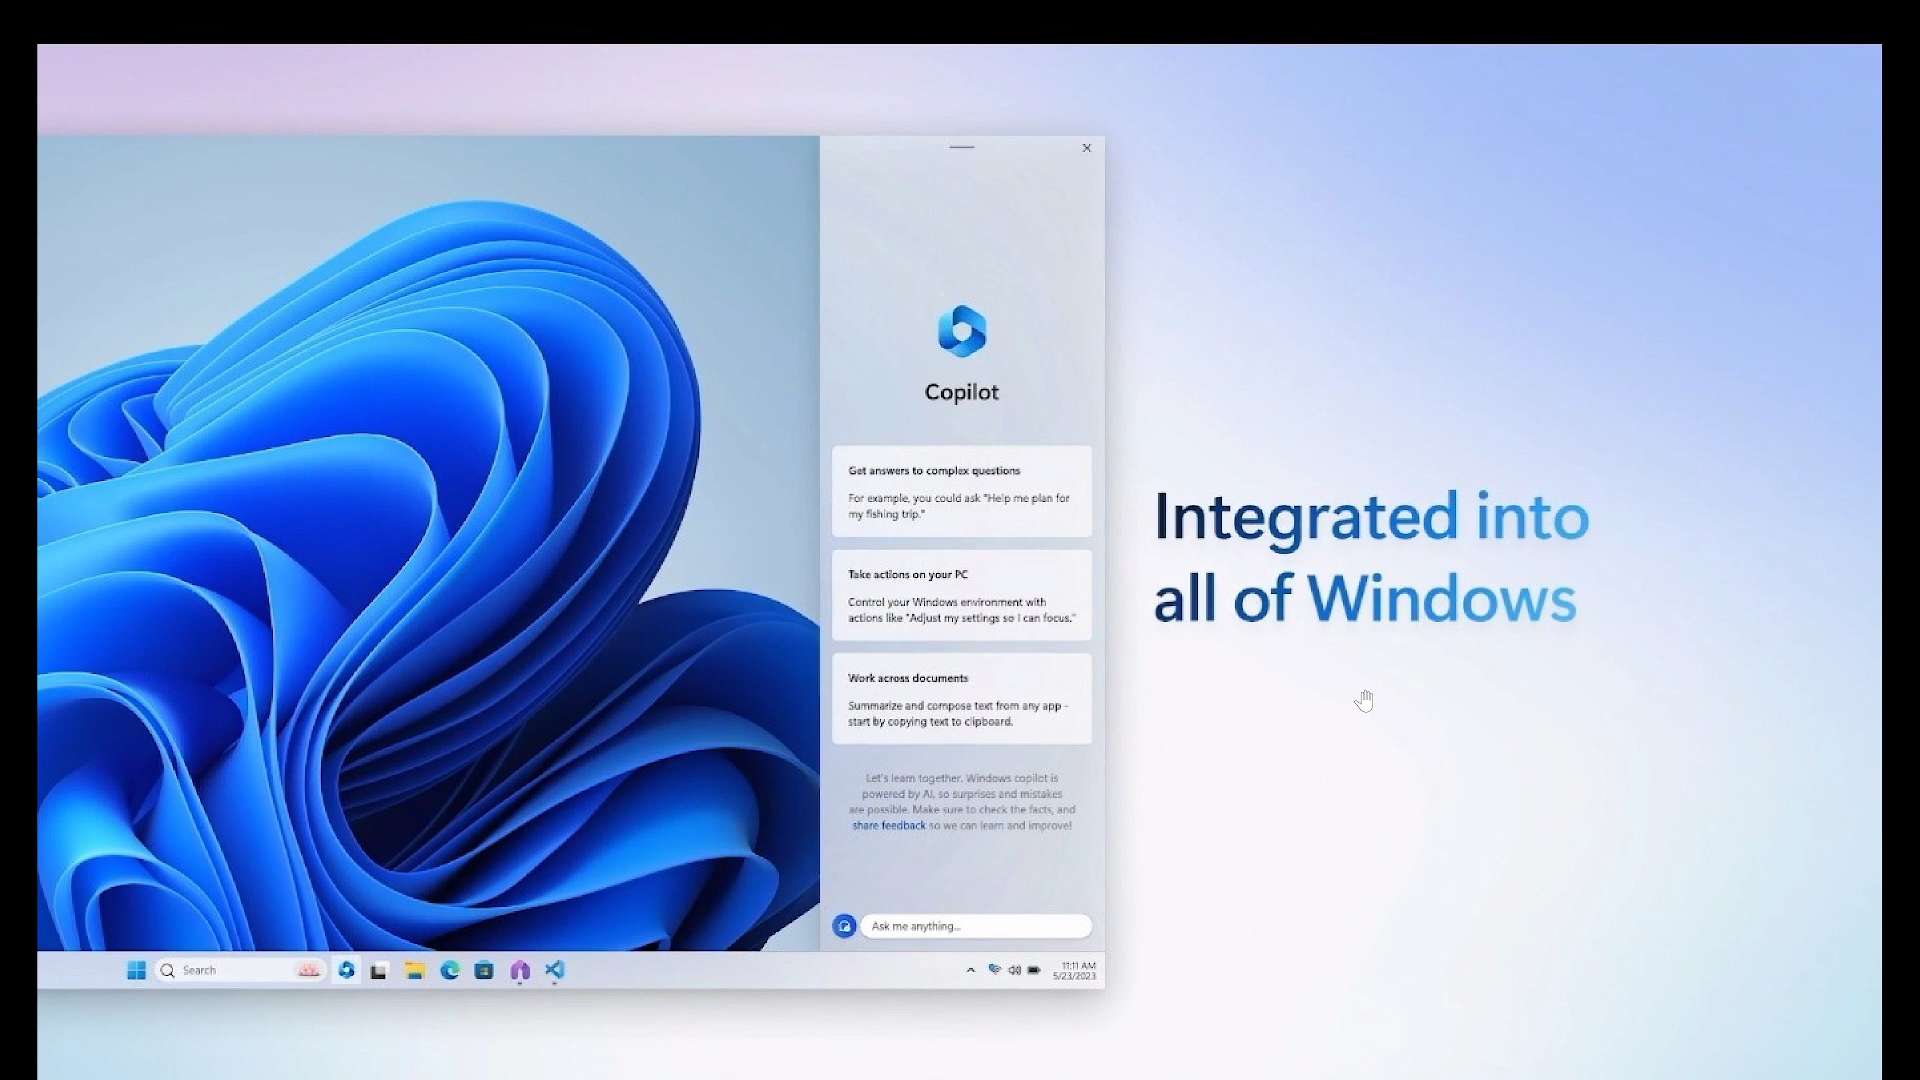 Copilot
Get answers to complex questions
For example, you could ask "Help me plan for
my fishing trip."
Take actions on your PC
Control your Windows environment with
actions like "Adjust my settings so I can focus."
Work across documents
Summarize and compose text from any app -
start by copying text to clipboard.
Let's learn together. Windows copilot is
powered by AI, so surprises and mistakes
are possible. Make sure to check the facts, and
share feedback so we can learn and improve!
Ask me anything...
Search
11:11 AM
5/23/2023
Integrated into
all of Windows